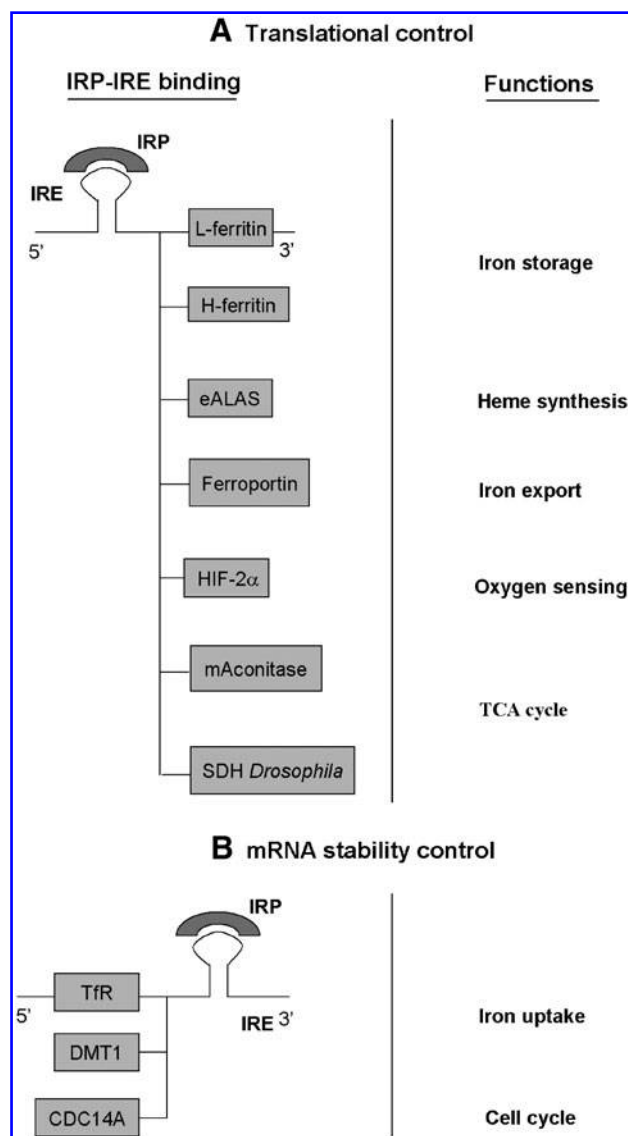 A Translational control
IRP-IRE binding
Functions
IRP
IRE
L-ferritin
5'
3'
Iron storage
H-ferritin
eALAS
Heme synthesis
Ferroportin
Iron export
HIF-2α
Oxygen sensing
mAconitase
TCA cycle
SDH Drosophila
B mRNA stability control
IRP
TfR
5'
IRE
3'
Iron uptake
DMT1
CDC14A
Cell cycle